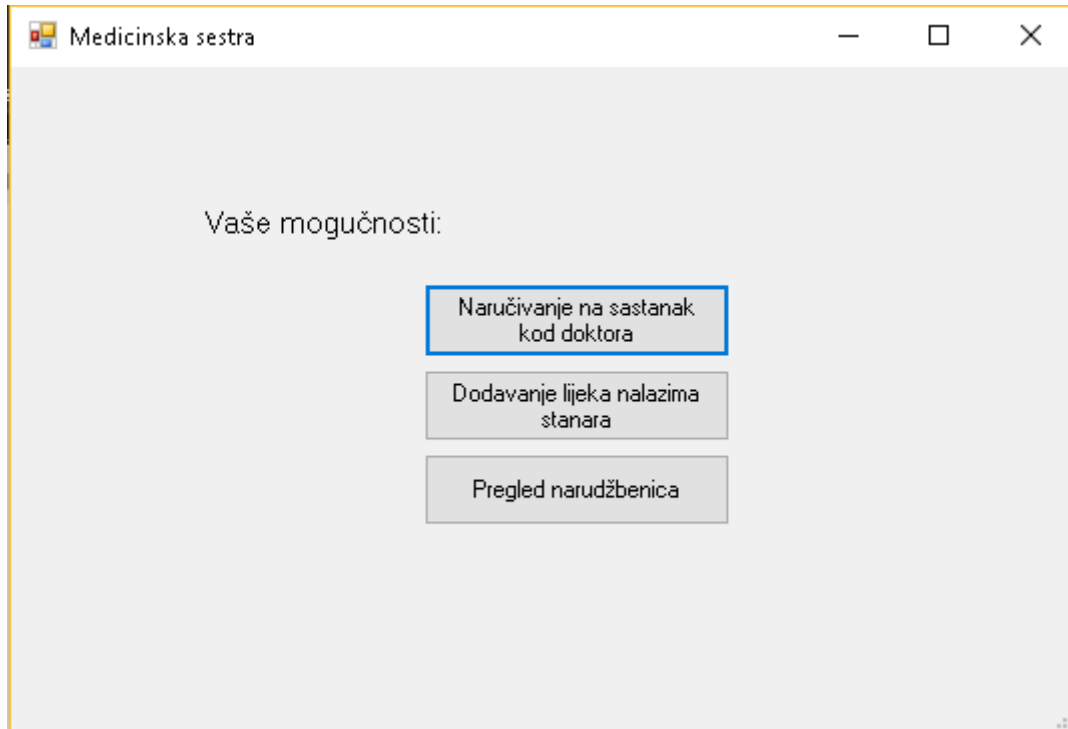 Medicinska sestra
Vaše mogučnosti:
Naručivanje na sastanak
kod doktora
Dodavanje lijeka nalazima
stanara
Pregled narudžbenica